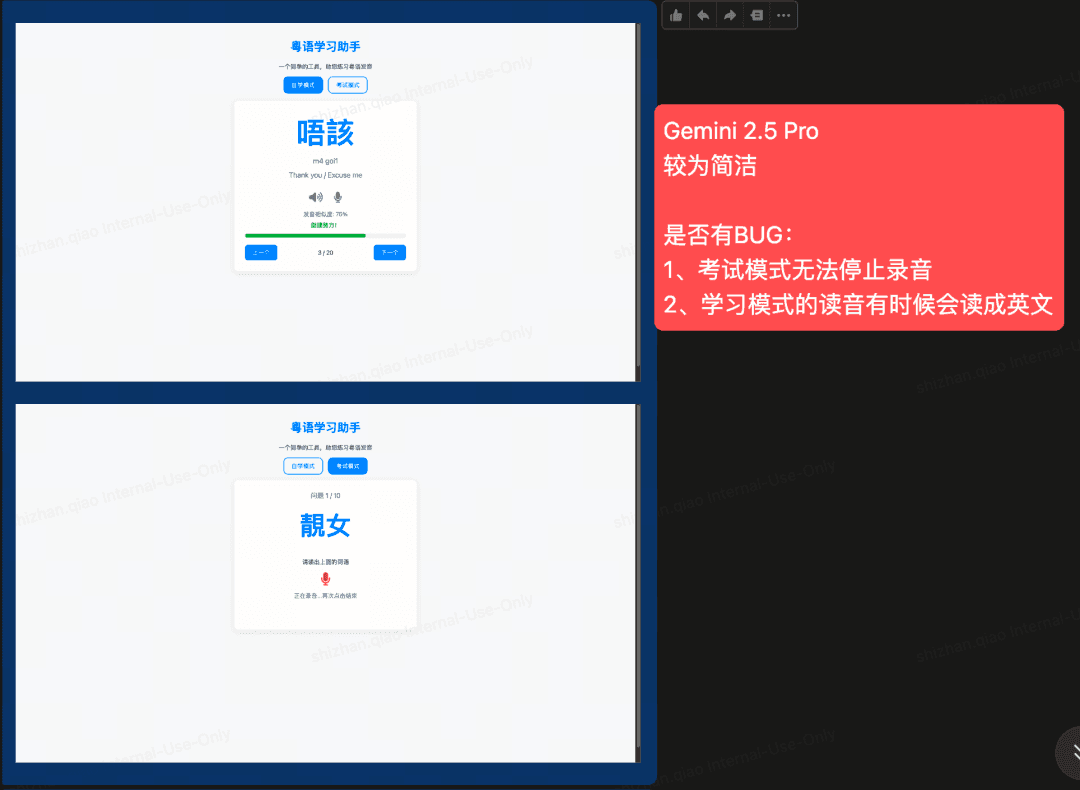 粤语学习助手
一个简单的工具，助您练习粤语发音
自学模式
考试模式
唔該
m4 goi1
Thank you / Excuse me
发音相似度: 76%
继续努力!
上一个
3 / 20
下一个
Gemini 2.5 Pro
较为简洁
是否有BUG：
1、考试模式无法停止录音
2、学习模式的读音有时候会读成英文
粤语学习助手
一个简单的工具，助您练习粤语发音
自学模式
考试模式
问题 1 / 10
靚女
请读出上面的词语
正在录音...再次点击结束
shizhan.qiao Internal-Use-Only